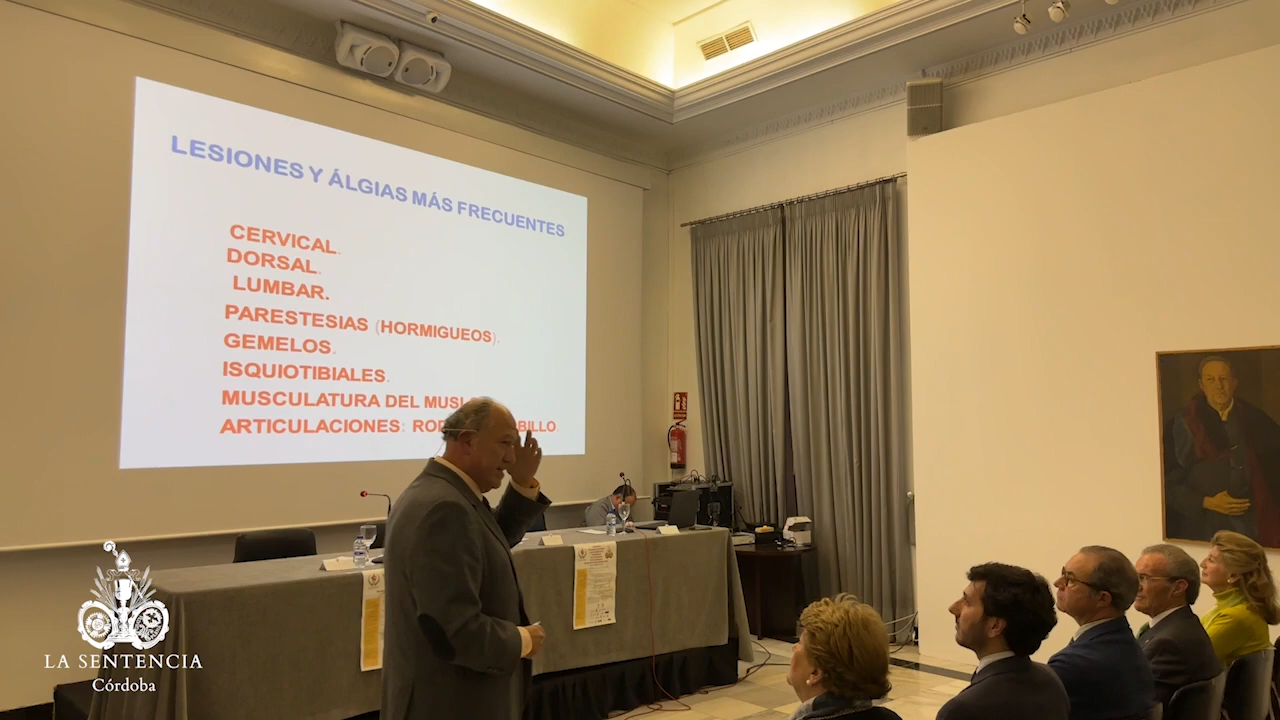 LESIONES Y ÁLGIAS MÁS FRECUENTES
CERVICAL.
DORSAL.
LUMBAR.
PARESTESIAS (HORMIGUEOS).
GEMELOS.
ISQUIOTIBIALES.
MUSCULATURA DEL
ARTICULACIONES:
LA SENTENCIA
Córdoba